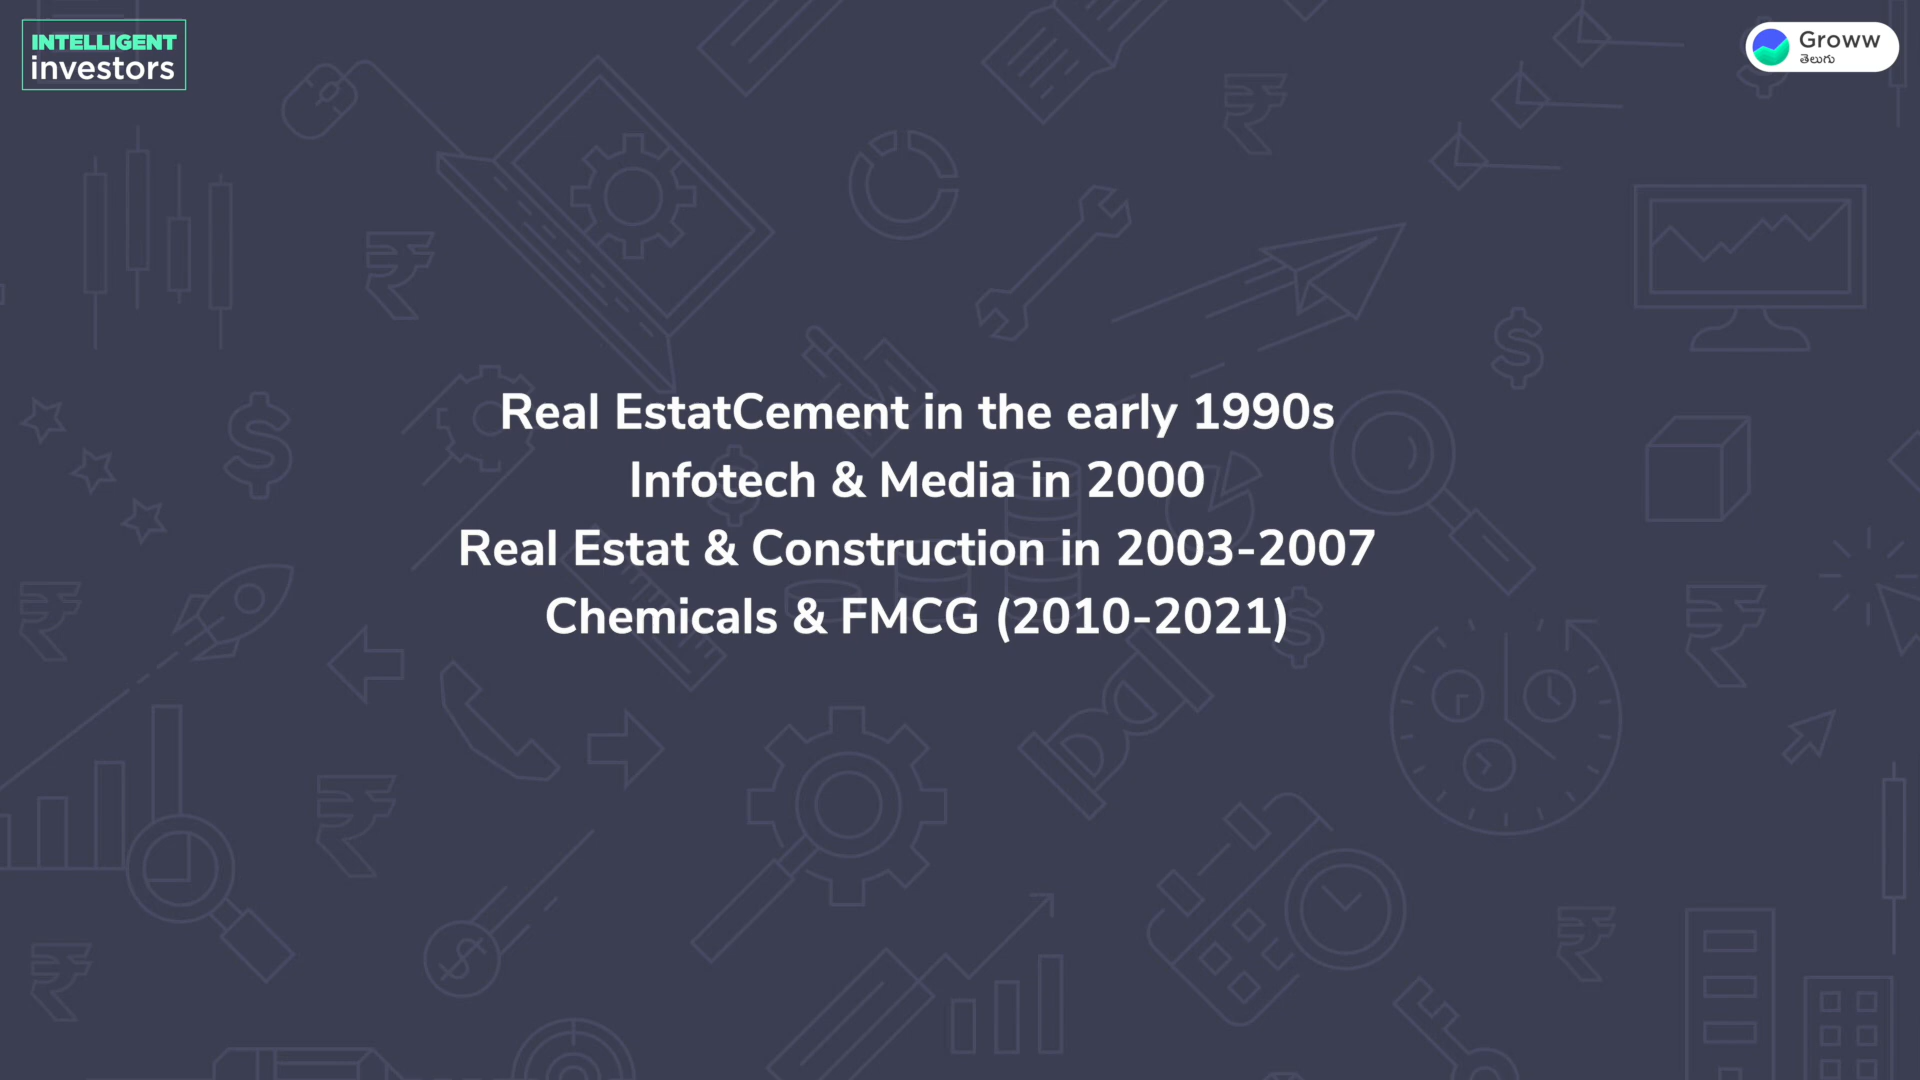 INTELLIGENT
investors
Groww
తెలుగు
Real EstatCement in the early 1990s
Infotech & Media in 2000
Real Estat & Construction in 2003-2007
Chemicals & FMCG (2010-2021)